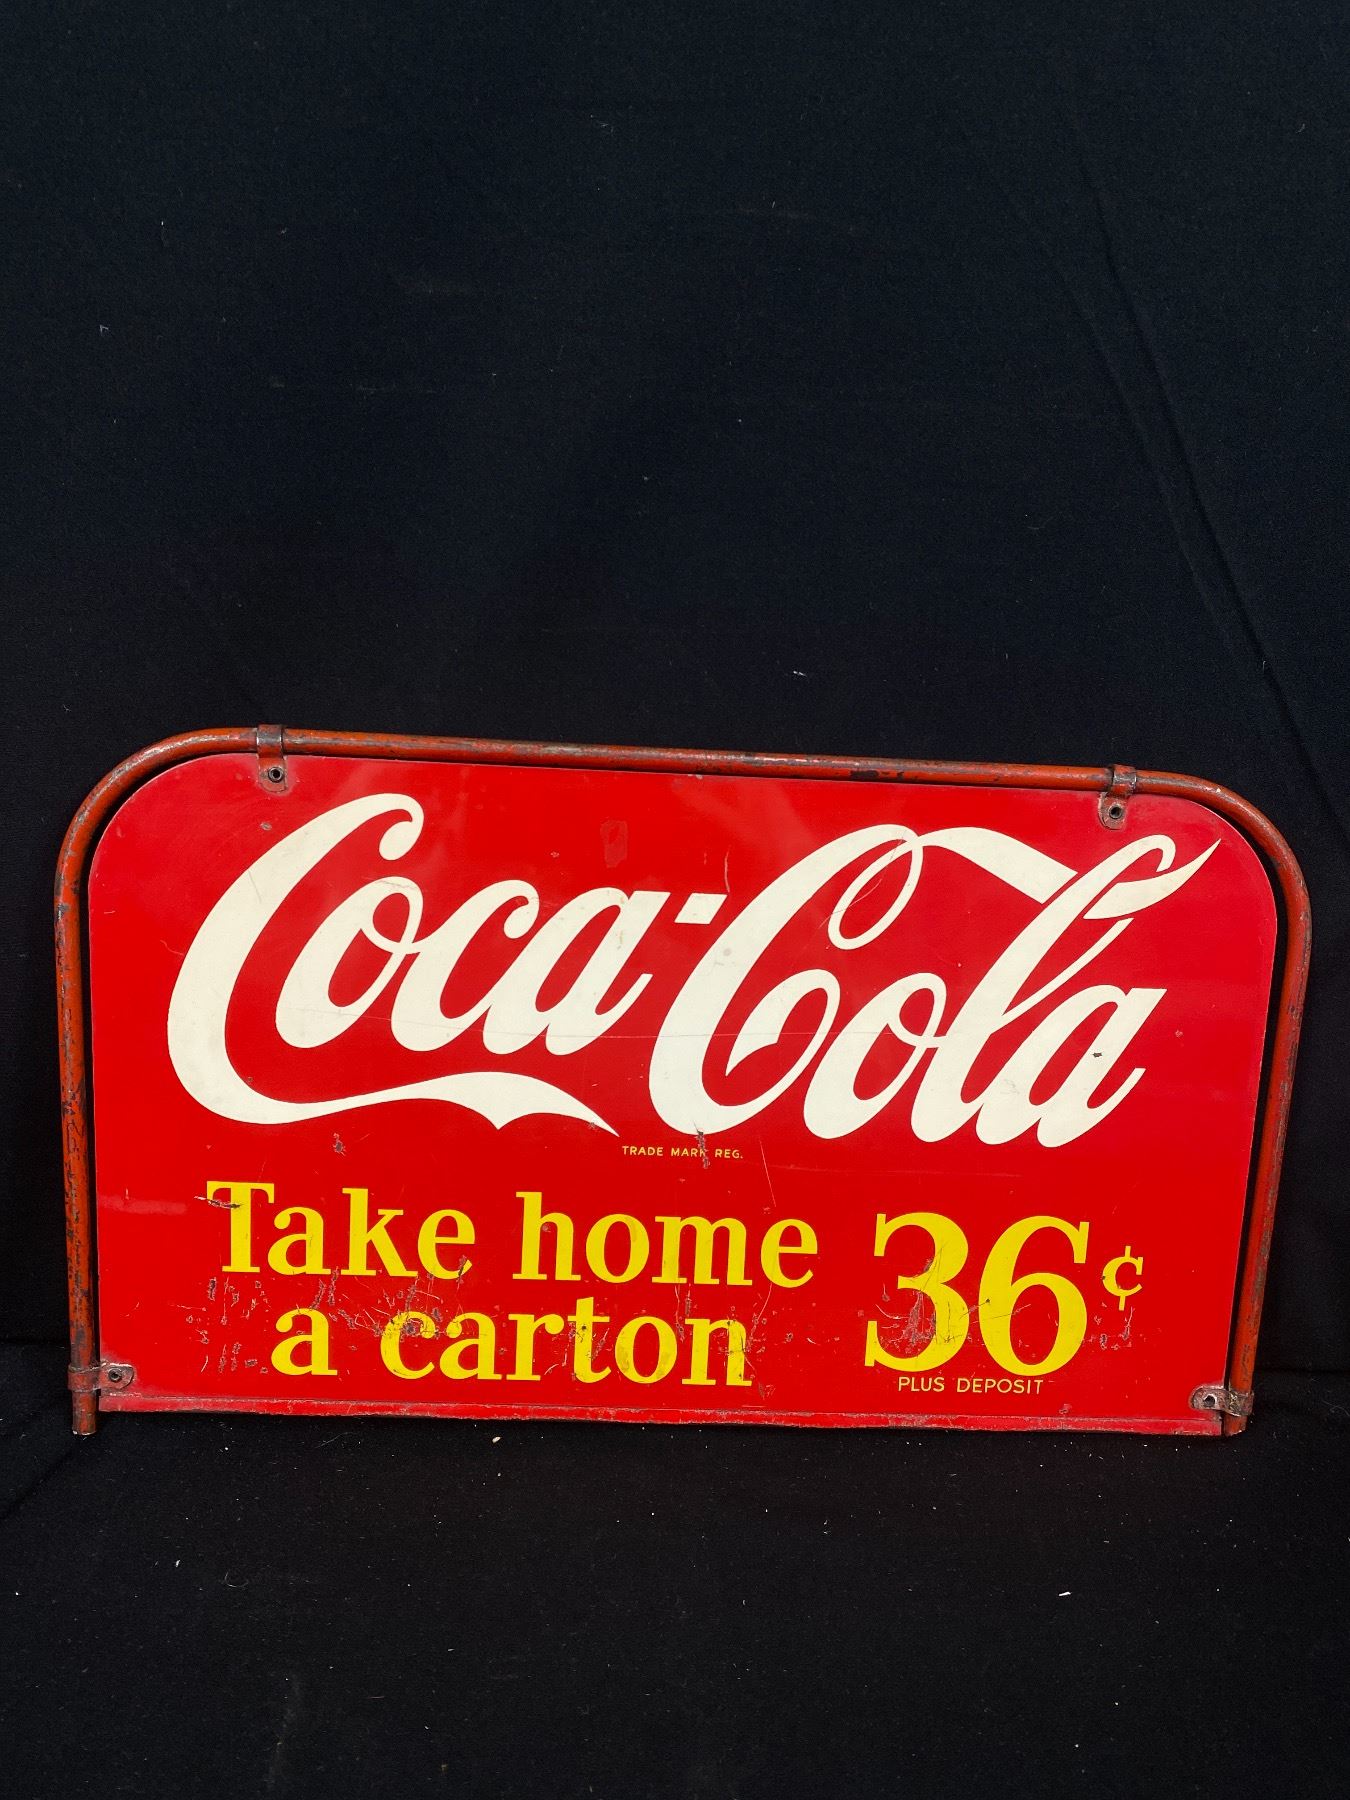 Coca-Cola
TRADE MARK REG.
Take home
a carton
36¢
PLUS DEPOSIT